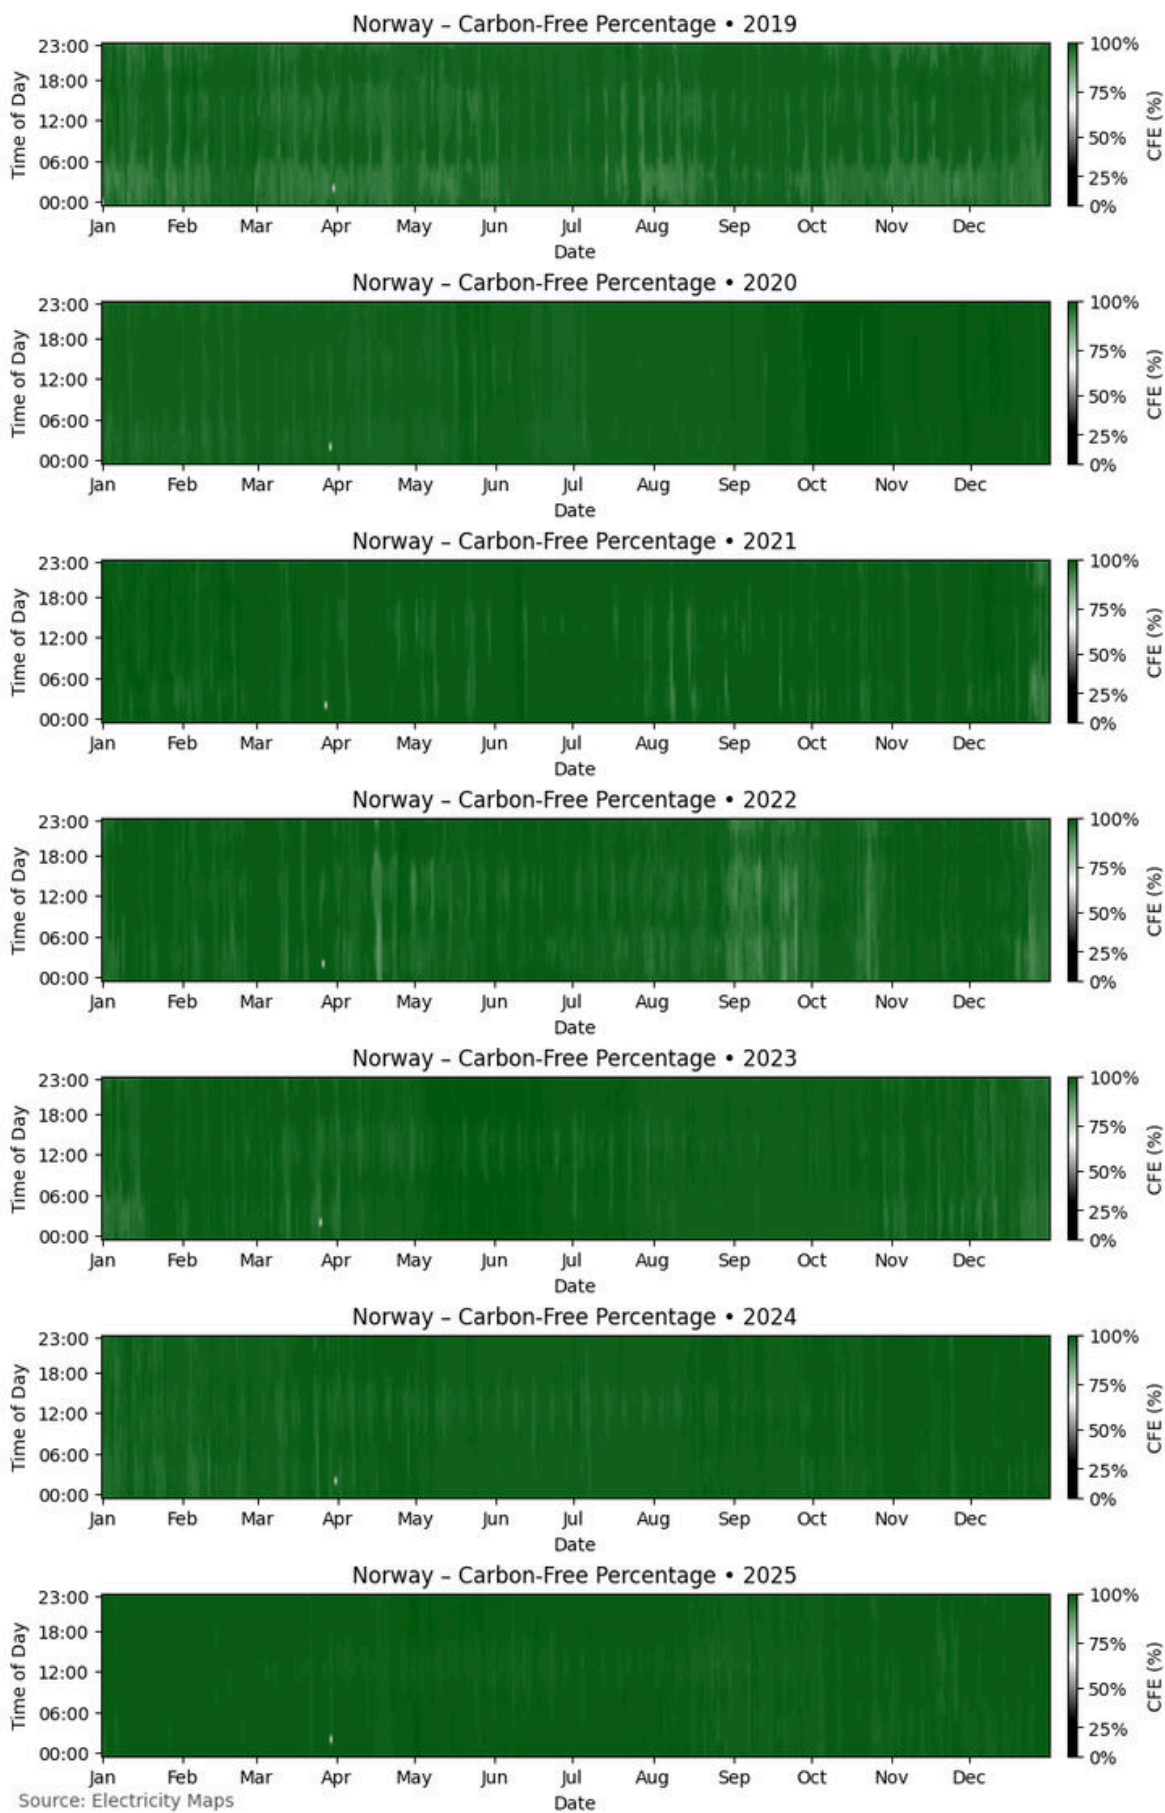 Norway – Carbon-Free Percentage • 2019
23:00
18:00
12:00
06:00
00:00
Time of Day
Jan Feb Mar Apr May Jun Jul Aug Sep Oct Nov Dec
Date
100%
75%
50%
25%
0%
CFE (%)
Norway – Carbon-Free Percentage • 2020
23:00
18:00
12:00
06:00
00:00
Time of Day
Jan Feb Mar Apr May Jun Jul Aug Sep Oct Nov Dec
Date
100%
75%
50%
25%
0%
CFE (%)
Norway – Carbon-Free Percentage • 2021
23:00
18:00
12:00
06:00
00:00
Time of Day
Jan Feb Mar Apr May Jun Jul Aug Sep Oct Nov Dec
Date
100%
75%
50%
25%
0%
CFE (%)
Norway – Carbon-Free Percentage • 2022
23:00
18:00
12:00
06:00
00:00
Time of Day
Jan Feb Mar Apr May Jun Jul Aug Sep Oct Nov Dec
Date
100%
75%
50%
25%
0%
CFE (%)
Norway – Carbon-Free Percentage • 2023
23:00
18:00
12:00
06:00
00:00
Time of Day
Jan Feb Mar Apr May Jun Jul Aug Sep Oct Nov Dec
Date
100%
75%
50%
25%
0%
CFE (%)
Norway – Carbon-Free Percentage • 2024
23:00
18:00
12:00
06:00
00:00
Time of Day
Jan Feb Mar Apr May Jun Jul Aug Sep Oct Nov Dec
Date
100%
75%
50%
25%
0%
CFE (%)
Norway – Carbon-Free Percentage • 2025
23:00
18:00
12:00
06:00
00:00
Time of Day
Jan Feb Mar Apr May Jun Jul Aug Sep Oct Nov Dec
Date
100%
75%
50%
25%
0%
CFE (%)
Source: Electricity Maps